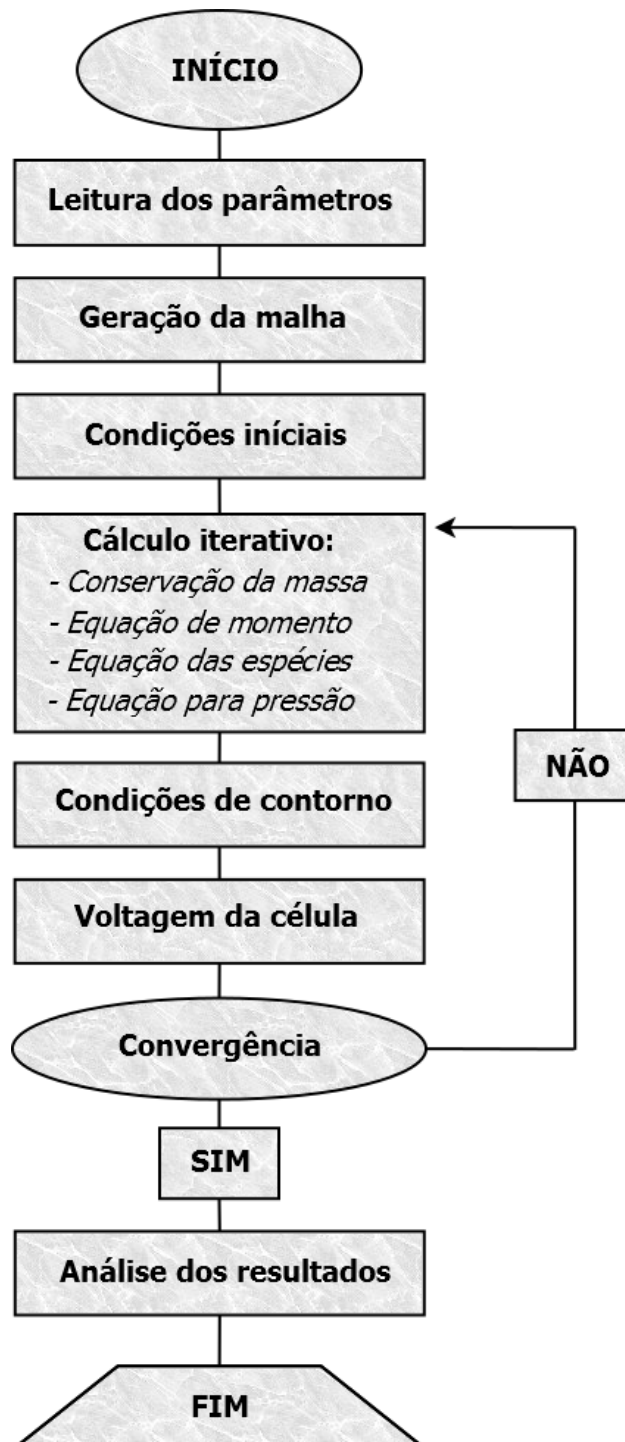 INÍCIO
Leitura dos parâmetros
Geração da malha
Condições iníciais
Cálculo iterativo:
- Conservação da massa
- Equação de momento
- Equação das espécies
- Equação para pressão
NÃO
Condições de contorno
Voltagem da célula
Convergência
SIM
Análise dos resultados
FIM